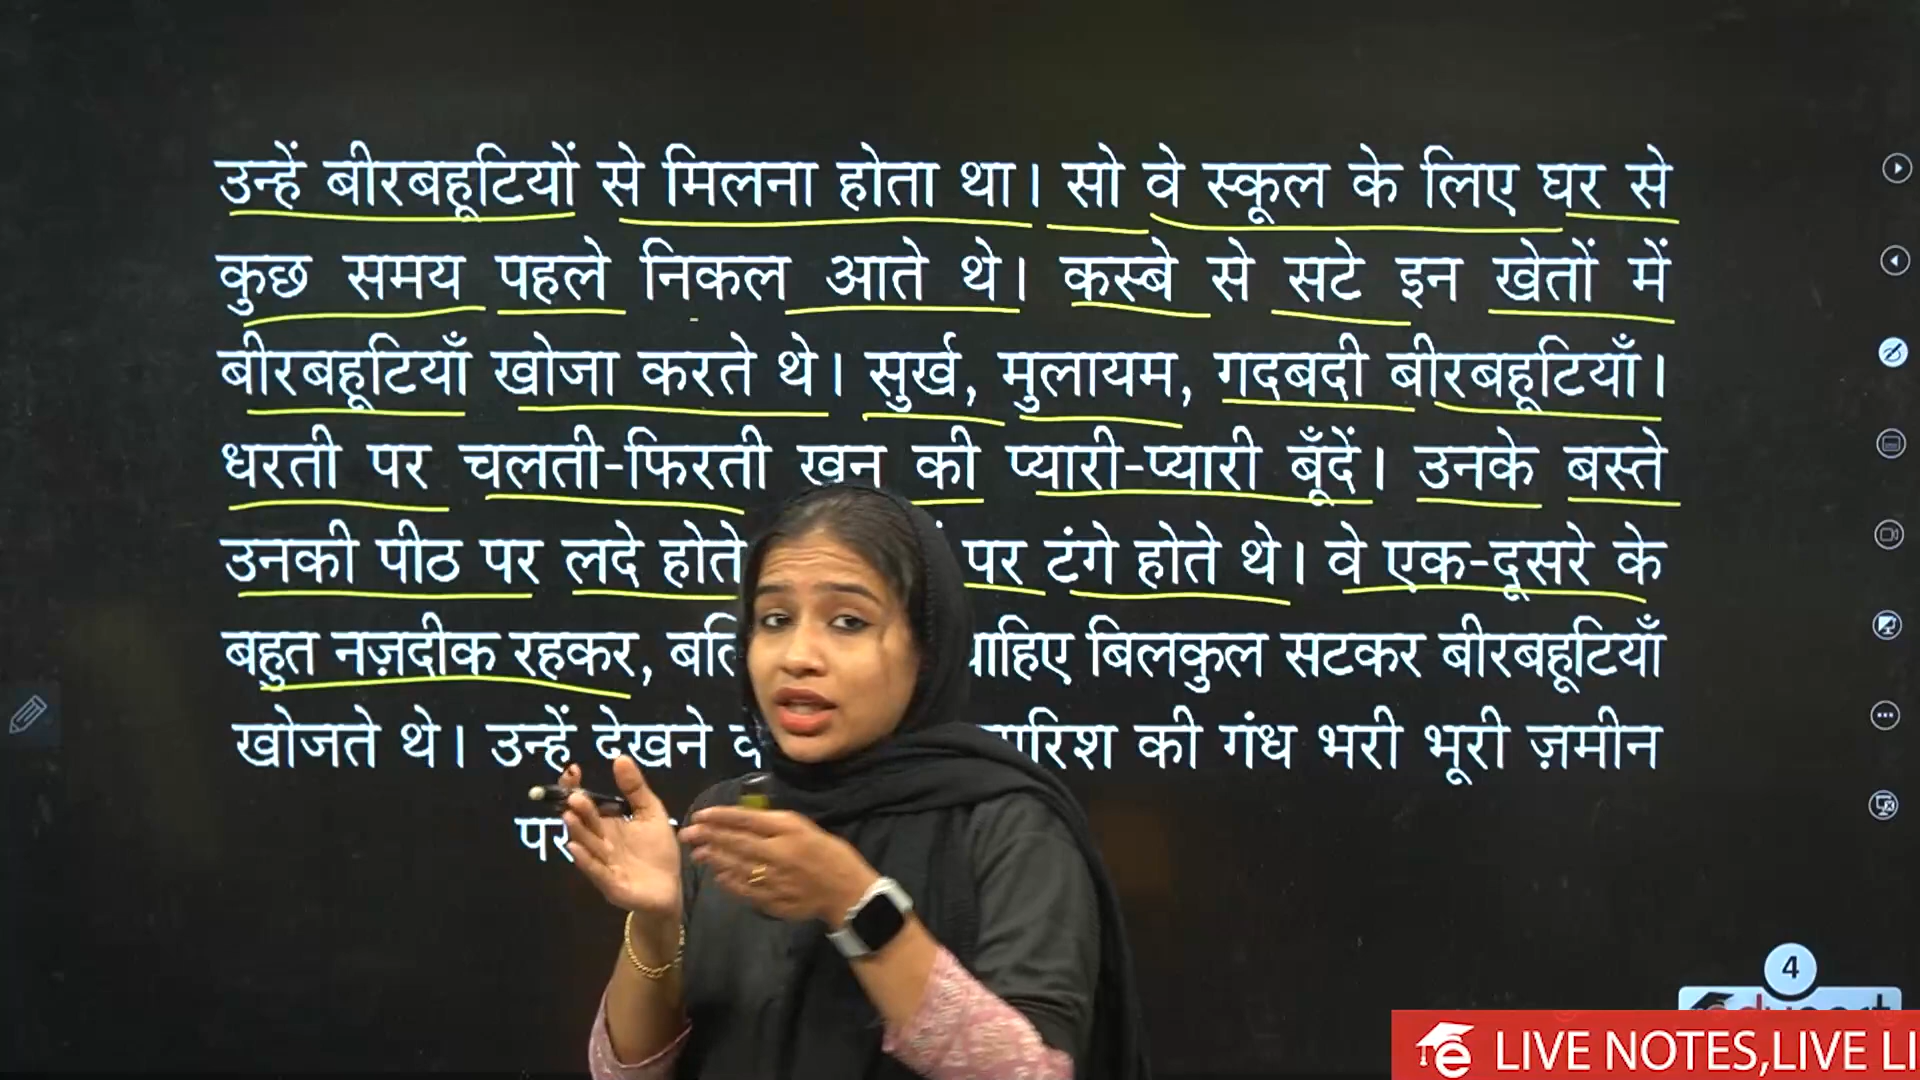 उन्हें बीरबहूटियों से मिलना होता था। सो वे स्कूल के लिए घर से
कुछ समय पहले निकल आते थे। कस्बे से सटे इन खेतों में
बीरबहूटियाँ खोजा करते थे। सुर्ख, मुलायम, गदबदी बीरबहूटियाँ।
धरती पर चलती-फिरती खून की प्यारी-प्यारी बूँदें। उनके बस्ते
उनकी पीठ पर लदे होते पर टंगे होते थे। वे एक-दूसरे के
बहुत नज़दीक रहकर, बिलकुल सटकर बीरबहूटियाँ
खोजते थे। उन्हें देखने की गंध भरी भूरी ज़मीन
पर
4
LIVE NOTES,LIVE LI